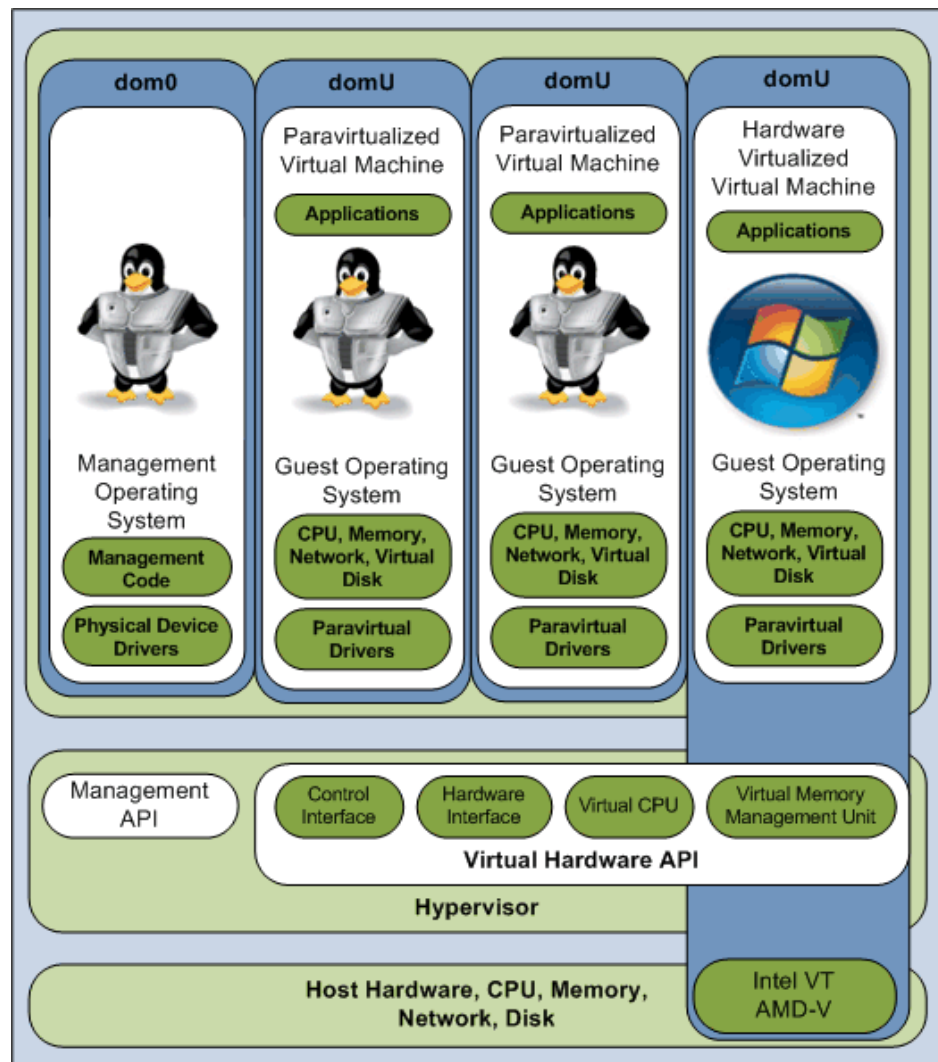 dom0
Management
Operating
System
Management
Code
Physical Device
Drivers
domU
Paravirtualized
Virtual Machine
Applications
Guest Operating
System
CPU, Memory,
Network, Virtual
Disk
Paravirtual
Drivers
domU
Paravirtualized
Virtual Machine
Applications
Guest Operating
System
CPU, Memory,
Network, Virtual
Disk
Paravirtual
Drivers
domU
Hardware
Virtualized
Virtual Machine
Applications
Guest Operating
System
CPU, Memory,
Network, Virtual
Disk
Paravirtual
Drivers
Management
API
Control
Interface
Hardware
Interface
Virtual CPU
Virtual Memory
Management Unit
Virtual Hardware API
Hypervisor
Host Hardware, CPU, Memory,
Network, Disk
Intel VT
AMD-V